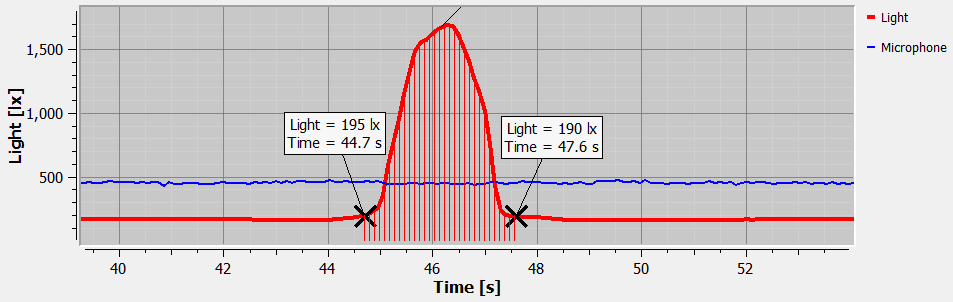 Light
Microphone
1,500
1,000
500
Light [lx]
Light = 195 lx
Time = 44.7 s
Light = 190 lx
Time = 47.6 s
40 42 44 46 48 50 52
Time [s]